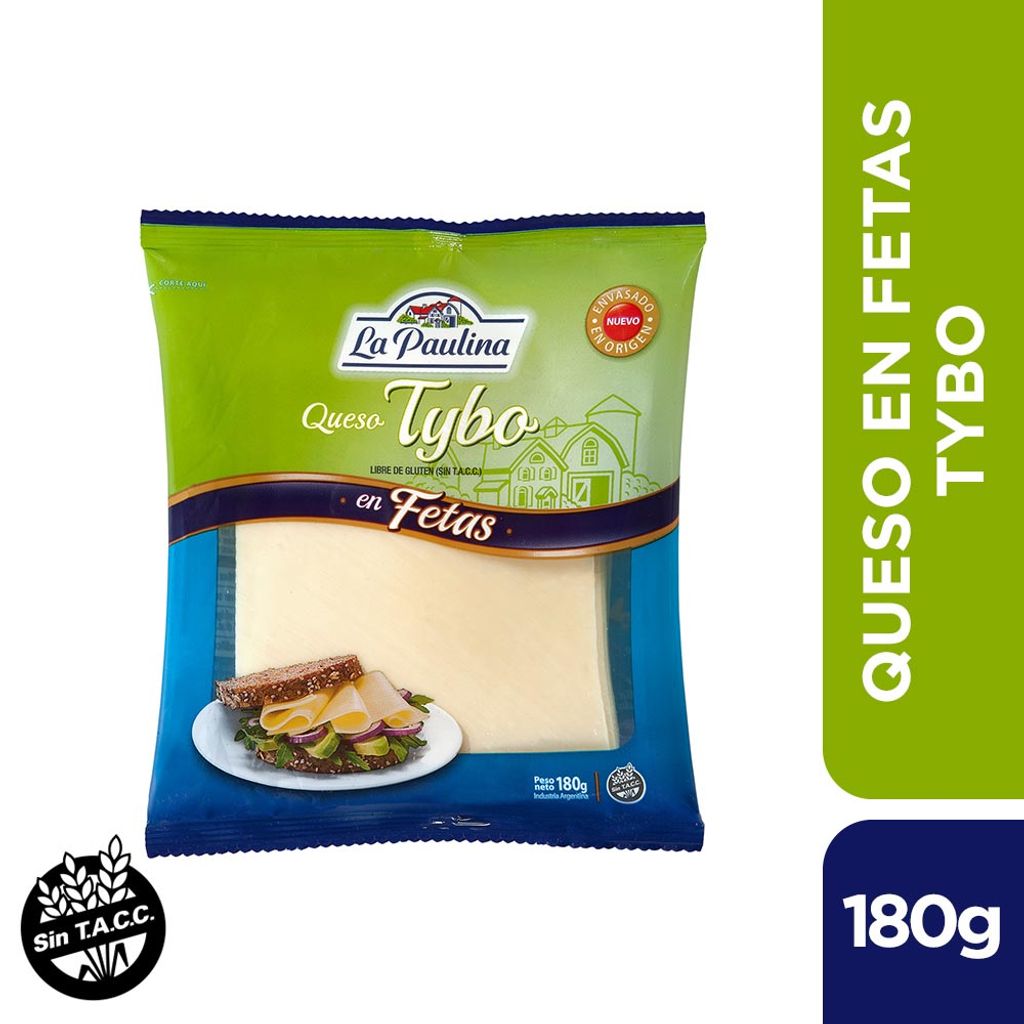 CORTE AQUÍ
La Paulina
ENVASADO
NUEVO
EN ORIGEN
Queso Tybo
LIBRE DE GLUTEN (SIN T.A.C.C.)
en Fetas
Peso
neto 180g
Industria Argentina
Sin T.A.C.C.
Sin T.A.C.C.
QUESO EN FETAS
TYBO
180g